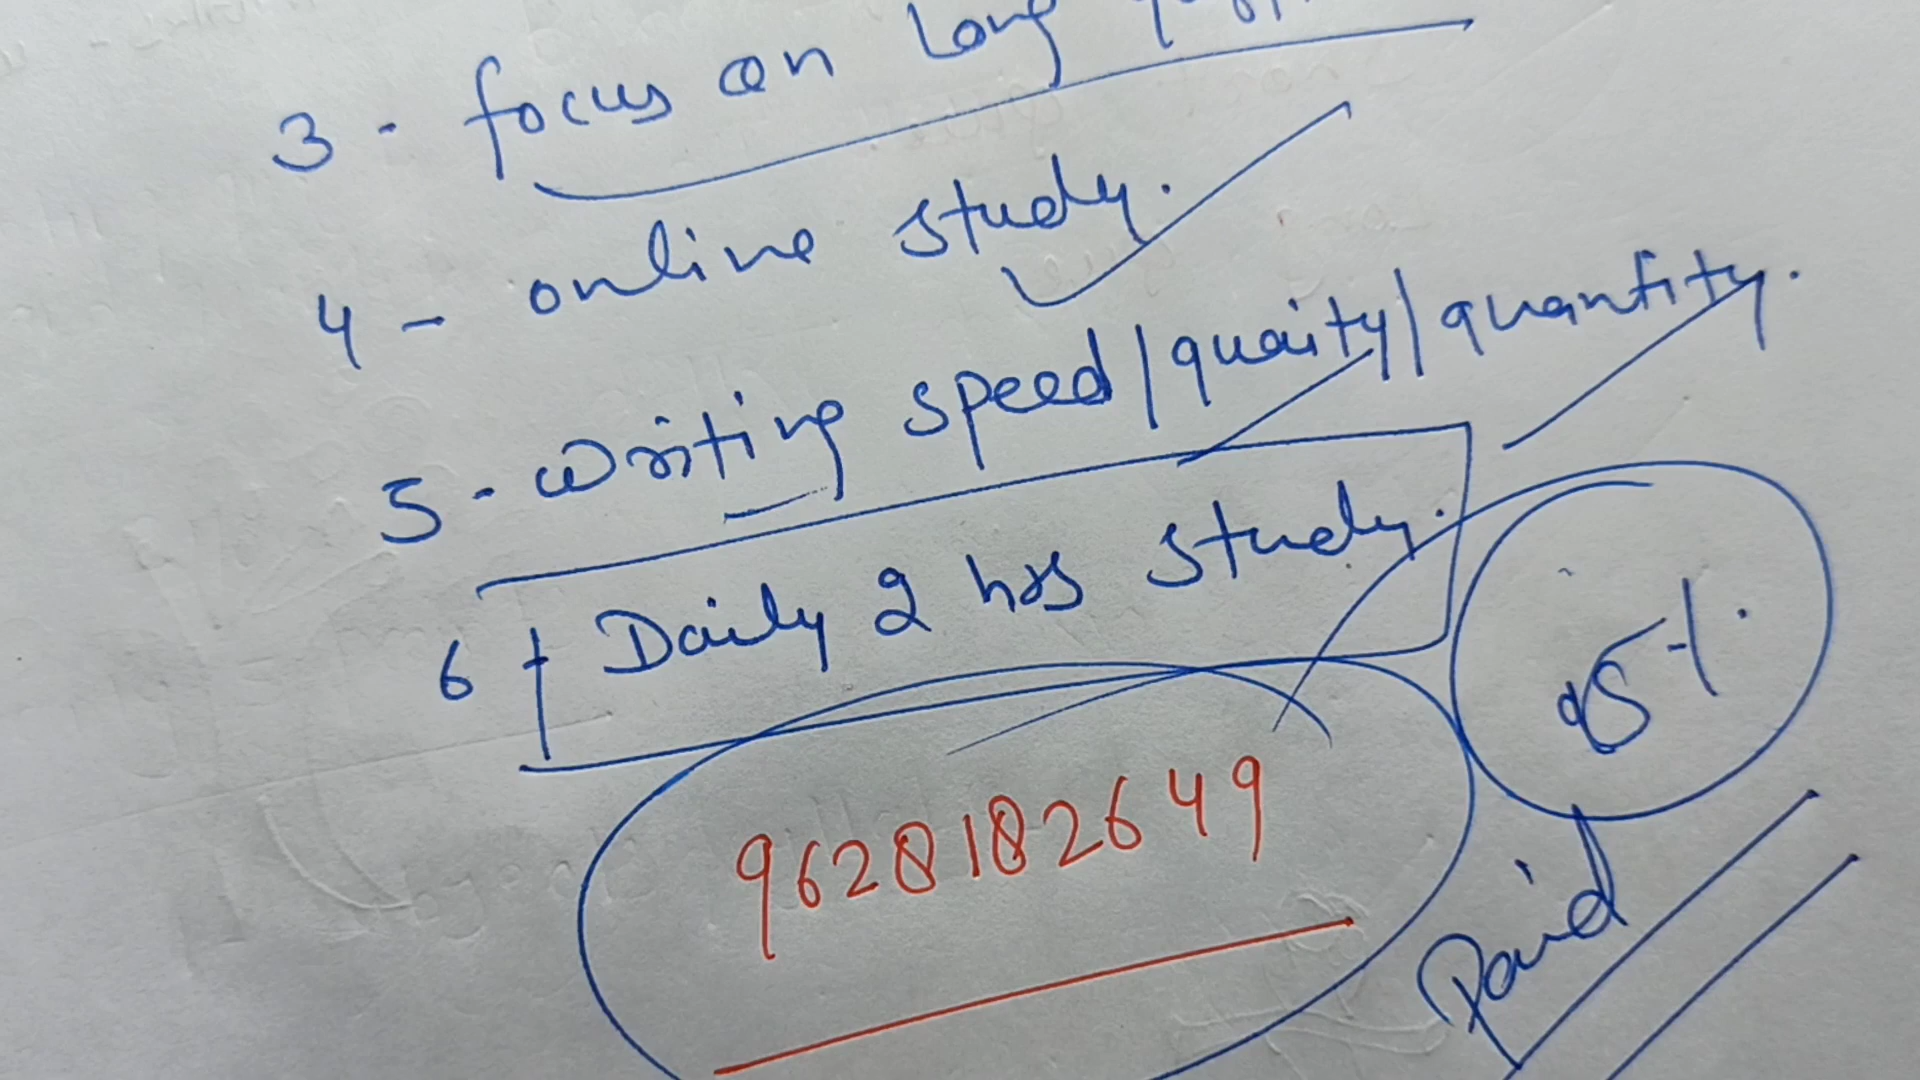 3 - focus on Long
4 - online study.
5 - writing speed/quaity/quantity.
6 - Daily 2 hrs study.
95%
9628182649
Paid